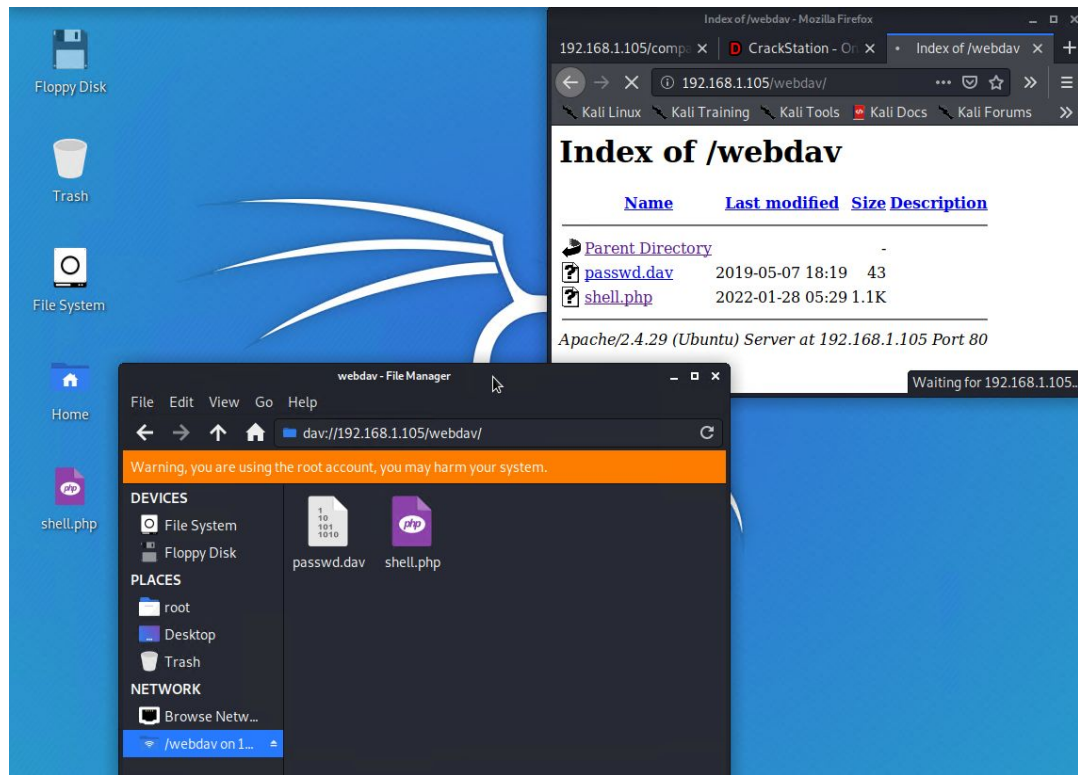 Floppy Disk
Trash
File System
Home
shell.php
Index of /webdav - Mozilla Firefox
192.168.1.105/compa
CrackStation - On
Index of /webdav
192.168.1.105/webdav/
Kali Linux Kali Training Kali Tools Kali Docs Kali Forums
Index of /webdav
Name Last modified Size Description
Parent Directory -
passwd.dav 2019-05-07 18:19 43
shell.php 2022-01-28 05:29 1.1K
Apache/2.4.29 (Ubuntu) Server at 192.168.1.105 Port 80
Waiting for 192.168.1.105...
webdav - File Manager
File Edit View Go Help
dav://192.168.1.105/webdav/
Warning, you are using the root account, you may harm your system.
DEVICES
File System
Floppy Disk
PLACES
root
Desktop
Trash
NETWORK
Browse Netw...
/webdav on 1...
1
10
101
1010
passwd.dav
php
shell.php